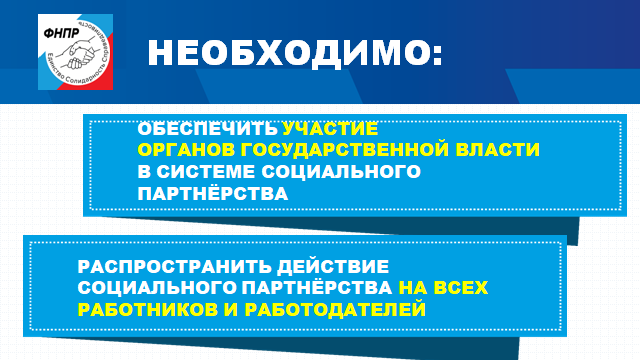 ФНПР
Единство Солидарность Справедливость
НЕОБХОДИМО:
ОБЕСПЕЧИТЬ УЧАСТИЕ
ОРГАНОВ ГОСУДАРСТВЕННОЙ ВЛАСТИ
В СИСТЕМЕ СОЦИАЛЬНОГО
ПАРТНЁРСТВА
РАСПРОСТРАНИТЬ ДЕЙСТВИЕ
СОЦИАЛЬНОГО ПАРТНЁРСТВА НА ВСЕХ
РАБОТНИКОВ И РАБОТОДАТЕЛЕЙ